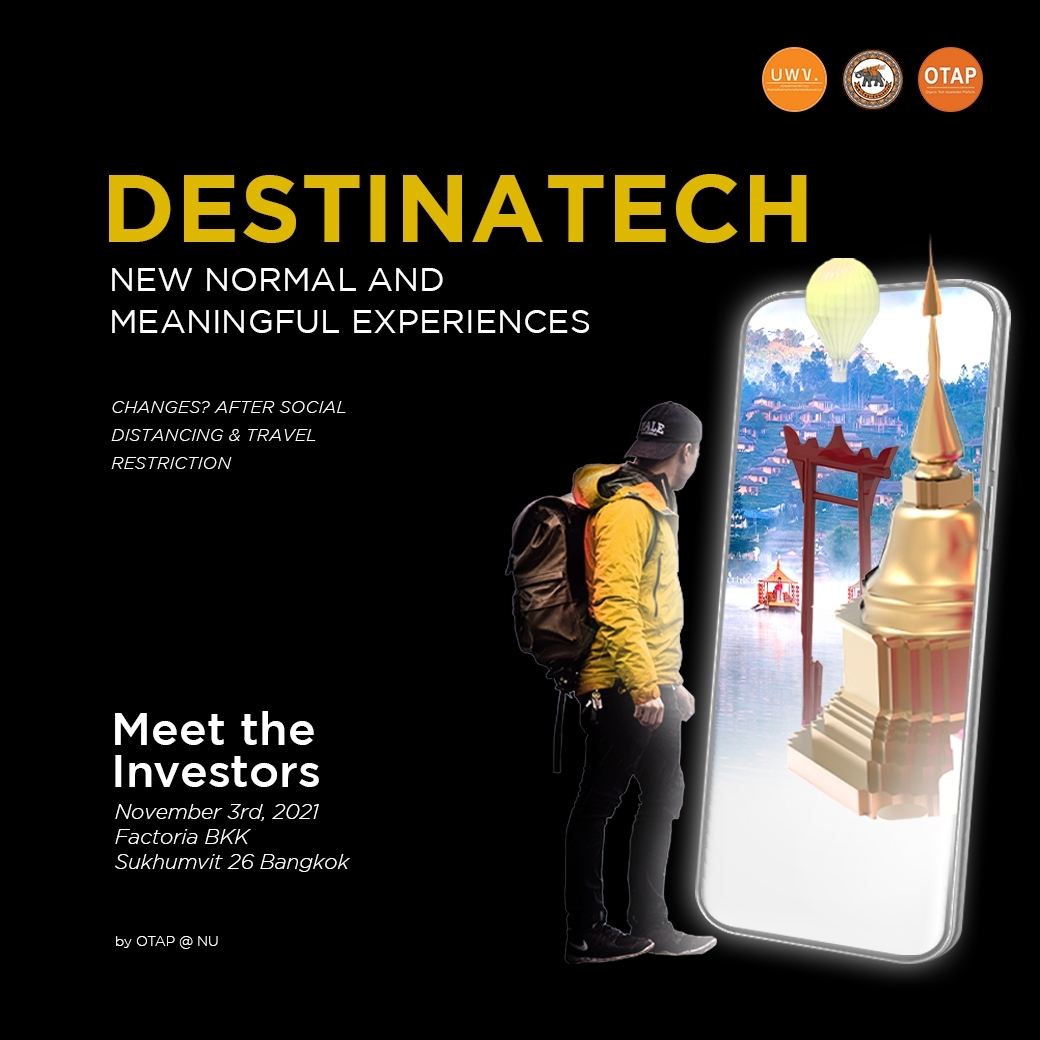 UWV.
OTAP
DESTINATECH
NEW NORMAL AND
MEANINGFUL EXPERIENCES
CHANGES? AFTER SOCIAL
DISTANCING & TRAVEL
RESTRICTION
Meet the
Investors
November 3rd, 2021
Factoria BKK
Sukhumvit 26 Bangkok
by OTAP @ NU